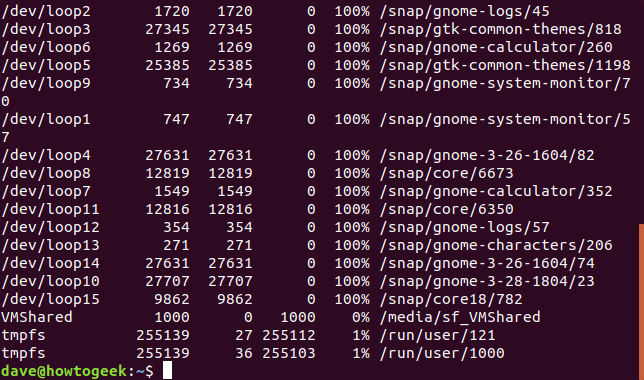 /dev/loop2 1720 1720 0 100% /snap/gnome-logs/45
/dev/loop3 27345 27345 0 100% /snap/gtk-common-themes/818
/dev/loop6 1269 1269 0 100% /snap/gnome-calculator/260
/dev/loop5 25385 25385 0 100% /snap/gtk-common-themes/1198
/dev/loop9 734 734 0 100% /snap/gnome-system-monitor/7
0
/dev/loop1 747 747 0 100% /snap/gnome-system-monitor/5
7
/dev/loop4 27631 27631 0 100% /snap/gnome-3-26-1604/82
/dev/loop8 12819 12819 0 100% /snap/core/6673
/dev/loop7 1549 1549 0 100% /snap/gnome-calculator/352
/dev/loop11 12816 12816 0 100% /snap/core/6350
/dev/loop12 354 354 0 100% /snap/gnome-logs/57
/dev/loop13 271 271 0 100% /snap/gnome-characters/206
/dev/loop14 27631 27631 0 100% /snap/gnome-3-26-1604/74
/dev/loop10 27707 27707 0 100% /snap/gnome-3-28-1804/23
/dev/loop15 9862 9862 0 100% /snap/core18/782
VMShared 1000 0 1000 0% /media/sf_VMShared
tmpfs 255139 27 255112 1% /run/user/121
tmpfs 255139 36 255103 1% /run/user/1000
dave@howtogeek:~$